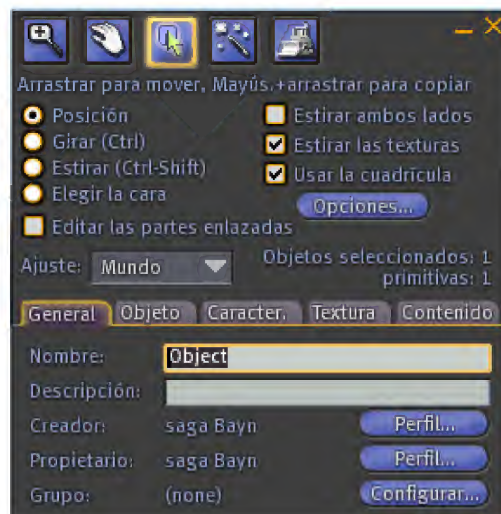 Arrastrar para mover, Mayús.+arrastrar para copiar
Posición
Estirar ambos lados
Girar (Ctrl)
Estirar las texturas
Estirar (Ctrl-Shift)
Usar la cuadrícula
Elegir la cara
Opciones...
Editar las partes enlazadas
Ajuste: Mundo
Objetos seleccionados: 1
primitivas: 1
General Objeto Caracter. Textura Contenido
Nombre: Object
Descripción:
Creador: saga Bayn Perfil...
Propietario: saga Bayn Perfil...
Grupo: (none) Configurar...